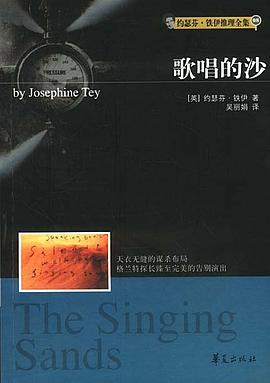 约瑟芬·铁伊推理全集
歌唱的沙
by Josephine Tey
[英] 约瑟芬·铁伊 著
吴丽娟 译
PRESSURE
天衣无缝的谋杀布局
格兰特探长臻至完美的告别演出
The Singing
Sands
华夏出版社